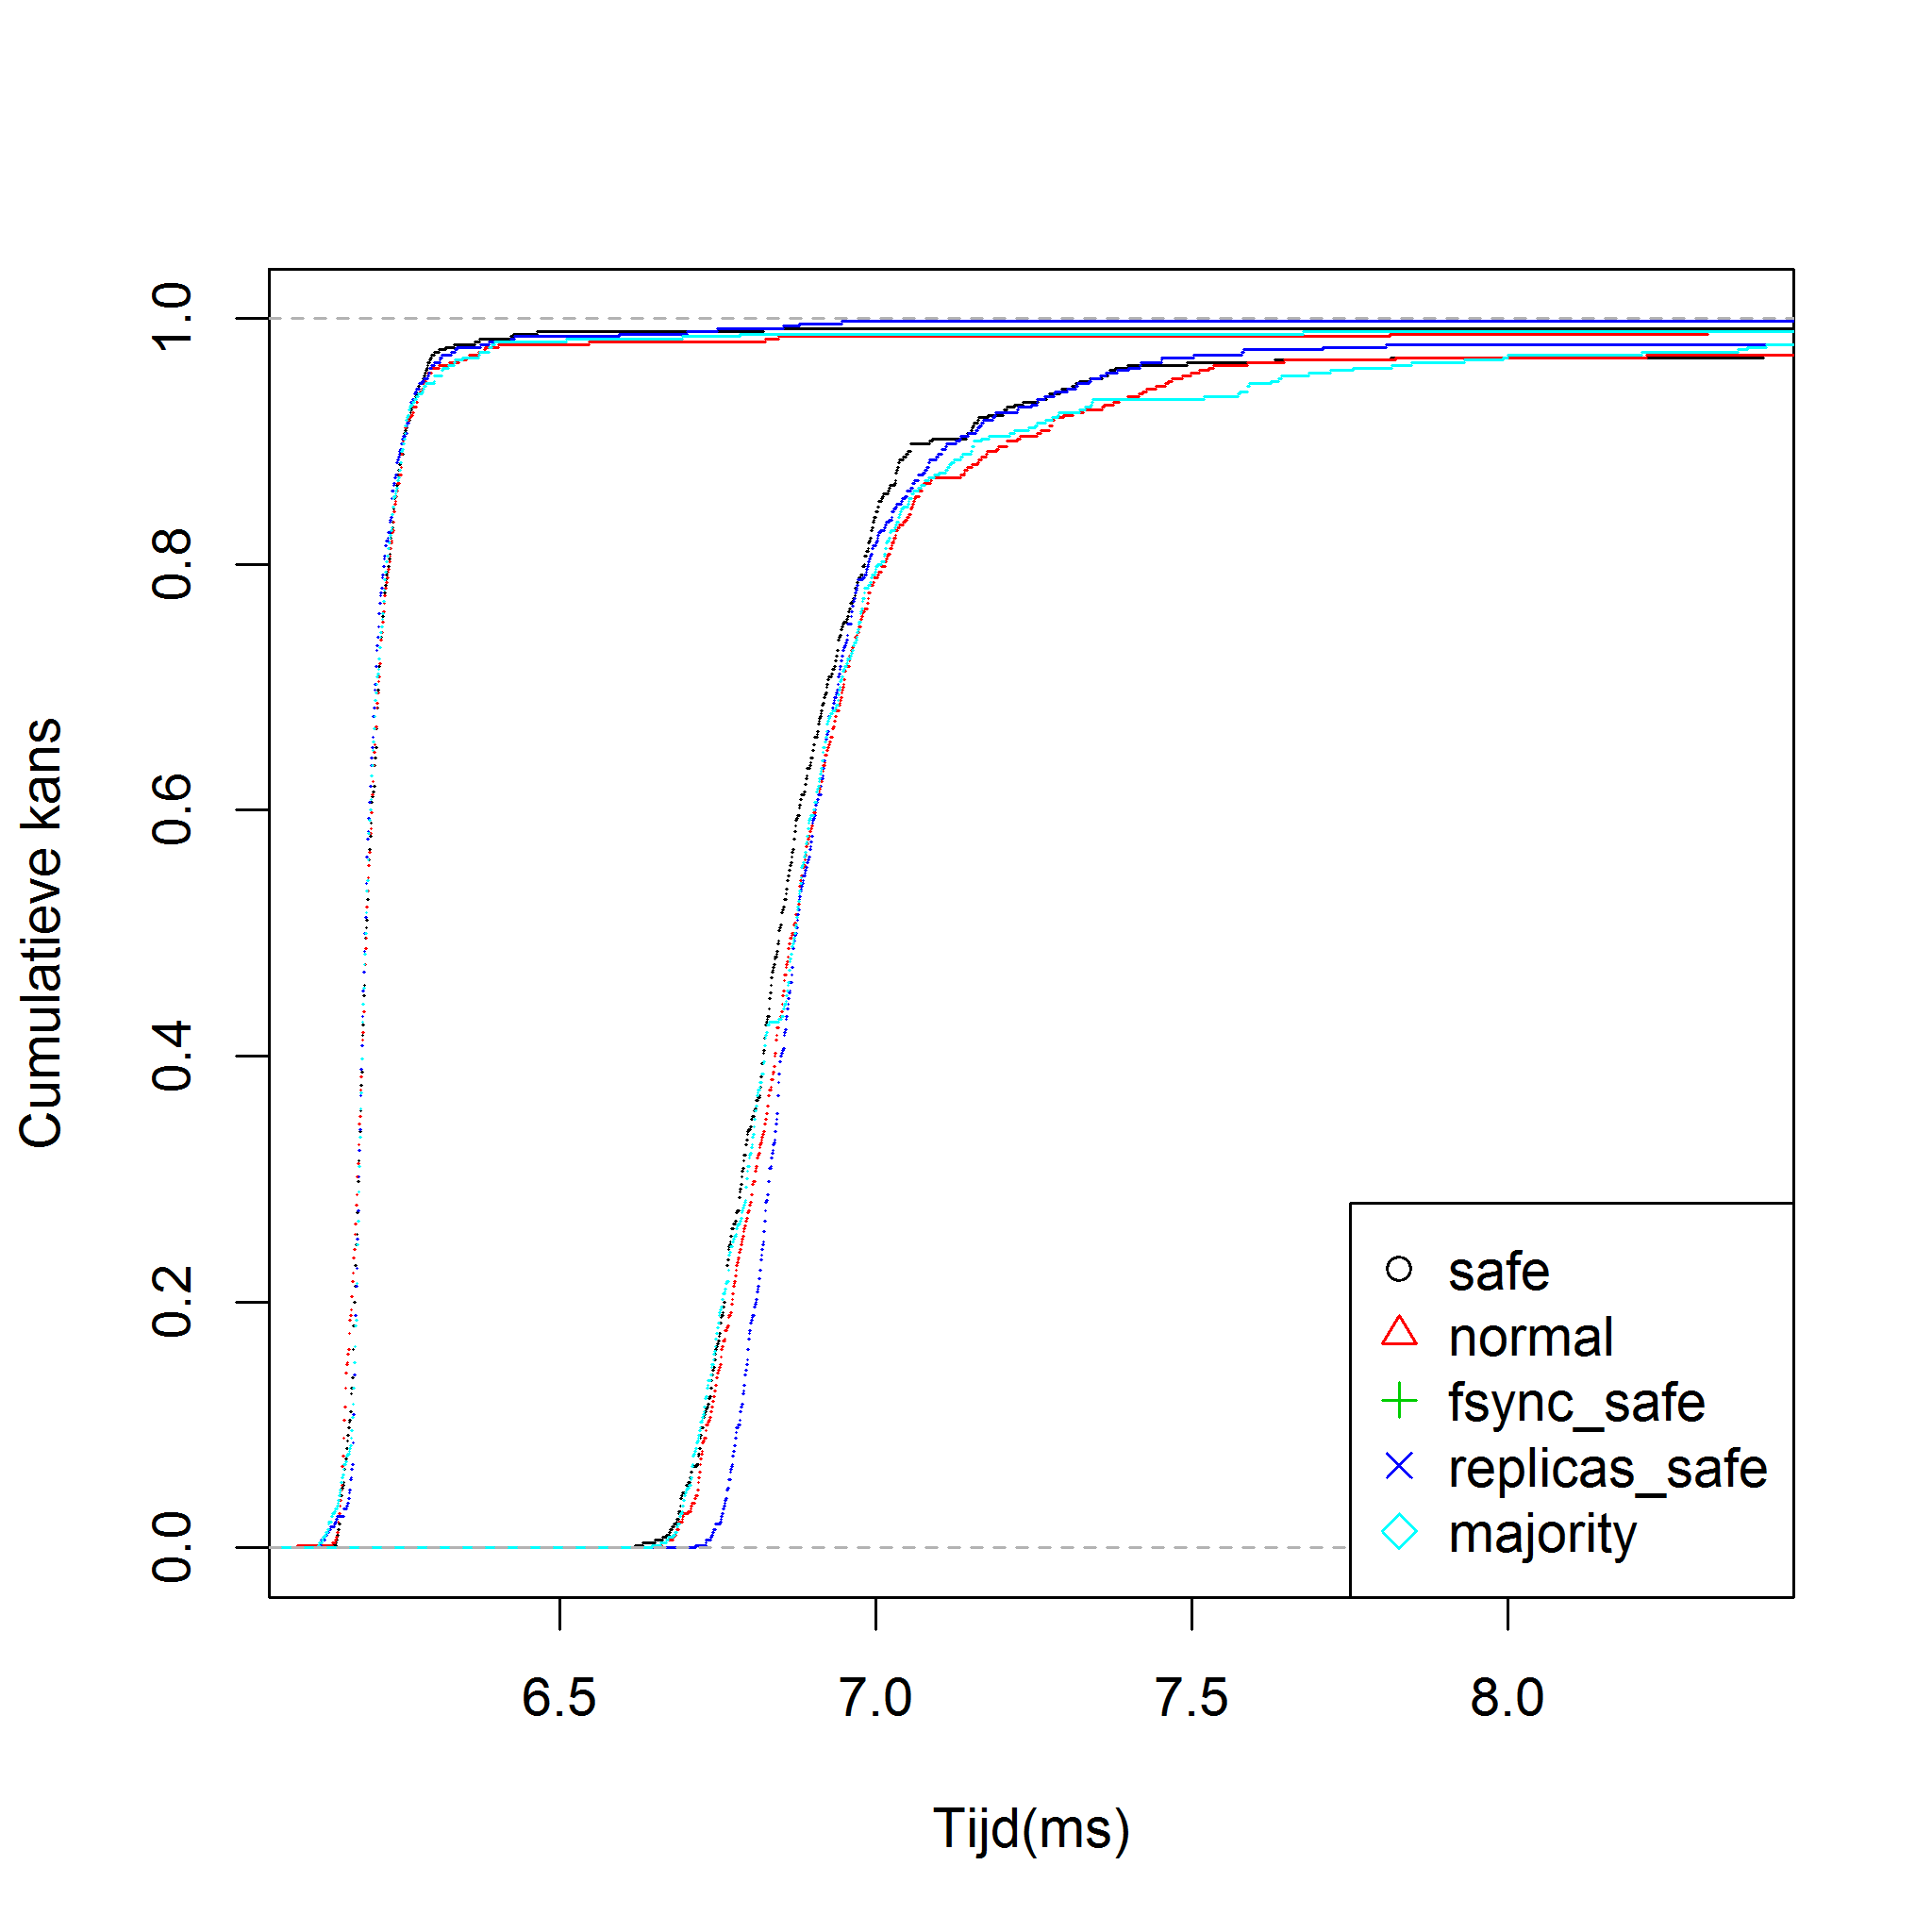 Cumulatieve kans
1.0
0.8
0.6
0.4
0.2
0.0
safe
normal
fsync_safe
replicas_safe
majority
6.5 7.0 7.5 8.0
Tijd(ms)